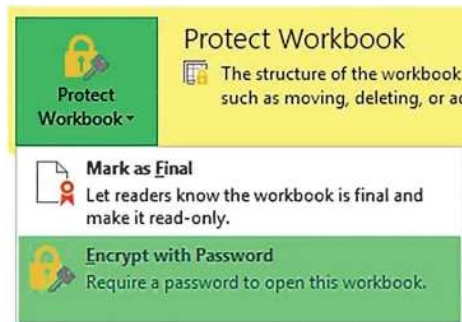 Protect Workbook
The structure of the workbook
such as moving, deleting, or
Protect
Workbook
Mark as Final
Let readers know the workbook is final and
make it read-only.
Encrypt with Password
Require a password to open this workbook.